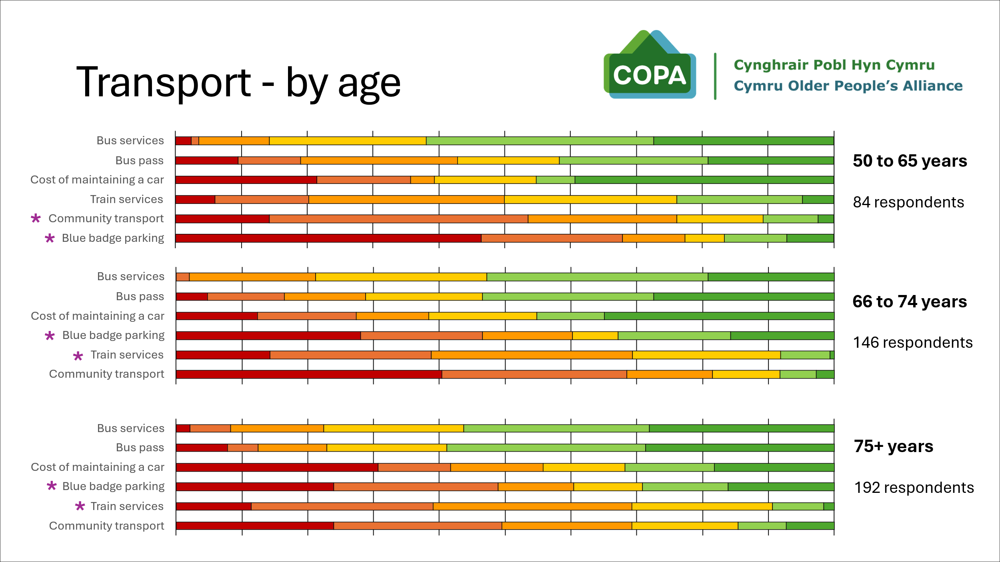 Transport - by age
COPA
Cynghrair Pobl Hyn Cymru
Cymru Older People's Alliance
Bus services
Bus pass
Cost of maintaining a car
Train services
* Community transport
* Blue badge parking
50 to 65 years
84 respondents
Bus services
Bus pass
Cost of maintaining a car
* Blue badge parking
* Train services
Community transport
66 to 74 years
146 respondents
Bus services
Bus pass
Cost of maintaining a car
* Blue badge parking
* Train services
Community transport
75+ years
192 respondents